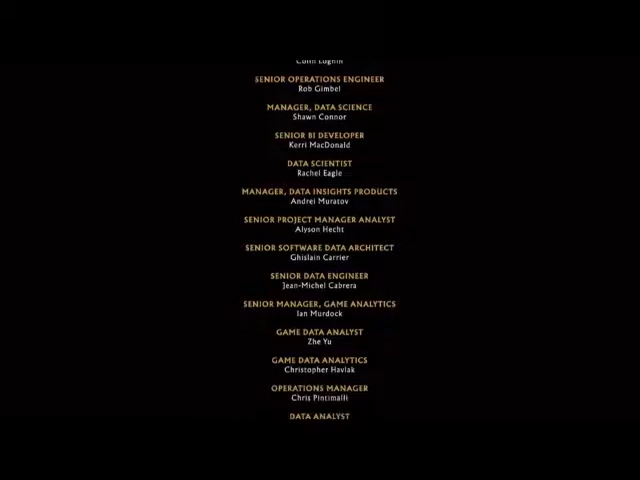 SENIOR OPERATIONS ENGINEER
Rob Gimbel
MANAGER, DATA SCIENCE
Shawn Connor
SENIOR BI DEVELOPER
Kerri MacDonald
DATA SCIENTIST
Rachel Eagle
MANAGER, DATA INSIGHTS PRODUCTS
Andrei Muratov
SENIOR PROJECT MANAGER ANALYST
Alyson Hecht
SENIOR SOFTWARE DATA ARCHITECT
Ghislain Carrier
SENIOR DATA ENGINEER
Jean-Michel Cabrera
SENIOR MANAGER, GAME ANALYTICS
Ian Murdock
GAME DATA ANALYST
Zhe Yu
GAME DATA ANALYTICS
Christopher Havlak
OPERATIONS MANAGER
Chris Pintimalli
DATA ANALYST